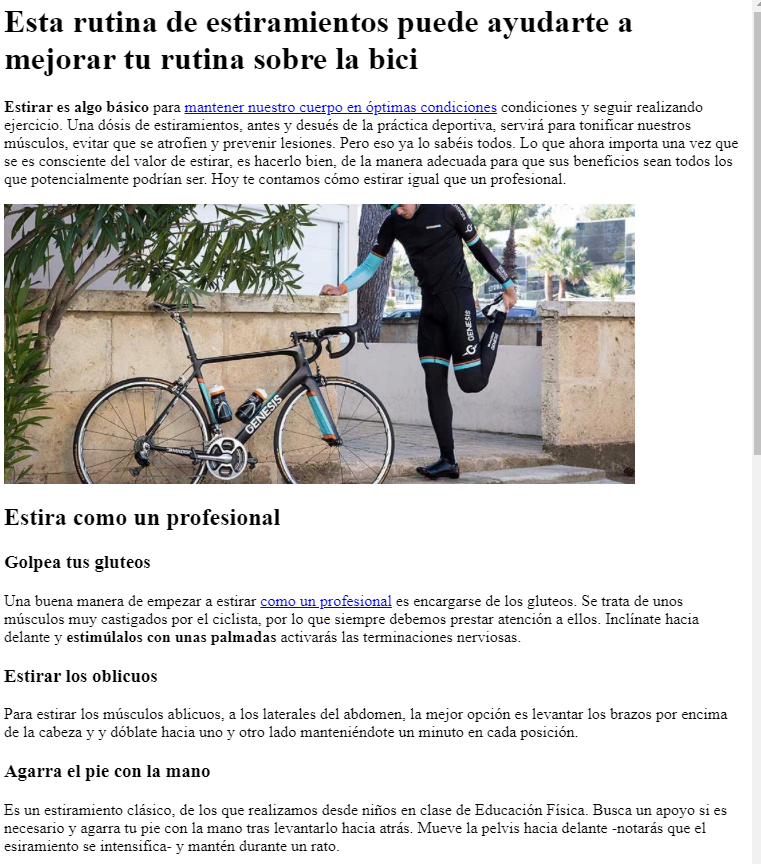 Esta rutina de estiramientos puede ayudarte a
mejorar tu rutina sobre la bici
Estirar es algo básico para mantener nuestro cuerpo en óptimas condiciones condiciones y seguir realizando
ejercicio. Una dósis de estiramientos, antes y desués de la práctica deportiva, servirá para tonificar nuestros
músculos, evitar que se atrofien y prevenir lesiones. Pero eso ya lo sabéis todos. Lo que ahora importa una vez que
se es consciente del valor de estirar, es hacerlo bien, de la manera adecuada para que sus beneficios sean todos los
que potencialmente podrían ser. Hoy te contamos cómo estirar igual que un profesional.
GENESIS
GENESIS
MADISON
Estira como un profesional
Golpea tus gluteos
Una buena manera de empezar a estirar como un profesional es encargarse de los gluteos. Se trata de unos
músculos muy castigados por el ciclista, por lo que siempre debemos prestar atención a ellos. Inclínate hacia
delante y estimúlalos con unas palmadas activarás las terminaciones nerviosas.
Estirar los oblicuos
Para estirar los músculos ablicuos, a los laterales del abdomen, la mejor opción es levantar los brazos por encima
de la cabeza y y dóblate hacia uno y otro lado manteniéndote un minuto en cada posición.
Agarra el pie con la mano
Es un estiramiento clásico, de los que realizamos desde niños en clase de Educación Física. Busca un apoyo si es
necesario y agarra tu pie con la mano tras levantarlo hacia atrás. Mueve la pelvis hacia delante -notarás que el
esiramiento se intensifica- y mantén durante un rato.